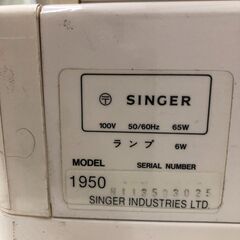 〒 SINGER
100V 50/60Hz 65W
ランプ 6W
MODEL SERIAL NUMBER
1950
SINGER INDUSTRIES LTD.